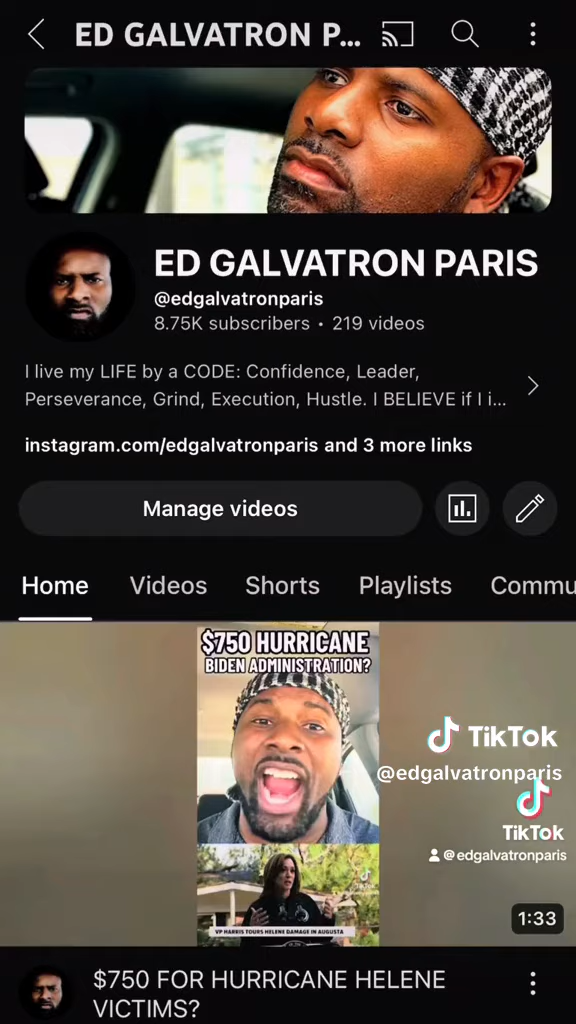 ED GALVATRON P...
ED GALVATRON PARIS
@edgalvatronparis
8.75K subscribers • 219 videos
I live my LIFE by a CODE: Confidence, Leader,
Perseverance, Grind, Execution, Hustle. I BELIEVE if I i...
instagram.com/edgalvatronparis and 3 more links
Manage videos
Home Videos Shorts Playlists Commu
$750 HURRICANE
BIDEN ADMINISTRATION?
TikTok
@edgalvatronparis
TikTok
@edgalvatronparis
VP HARRIS TOURS HELENE DAMAGE IN AUGUSTA
1:33
$750 FOR HURRICANE HELENE
VICTIMS?